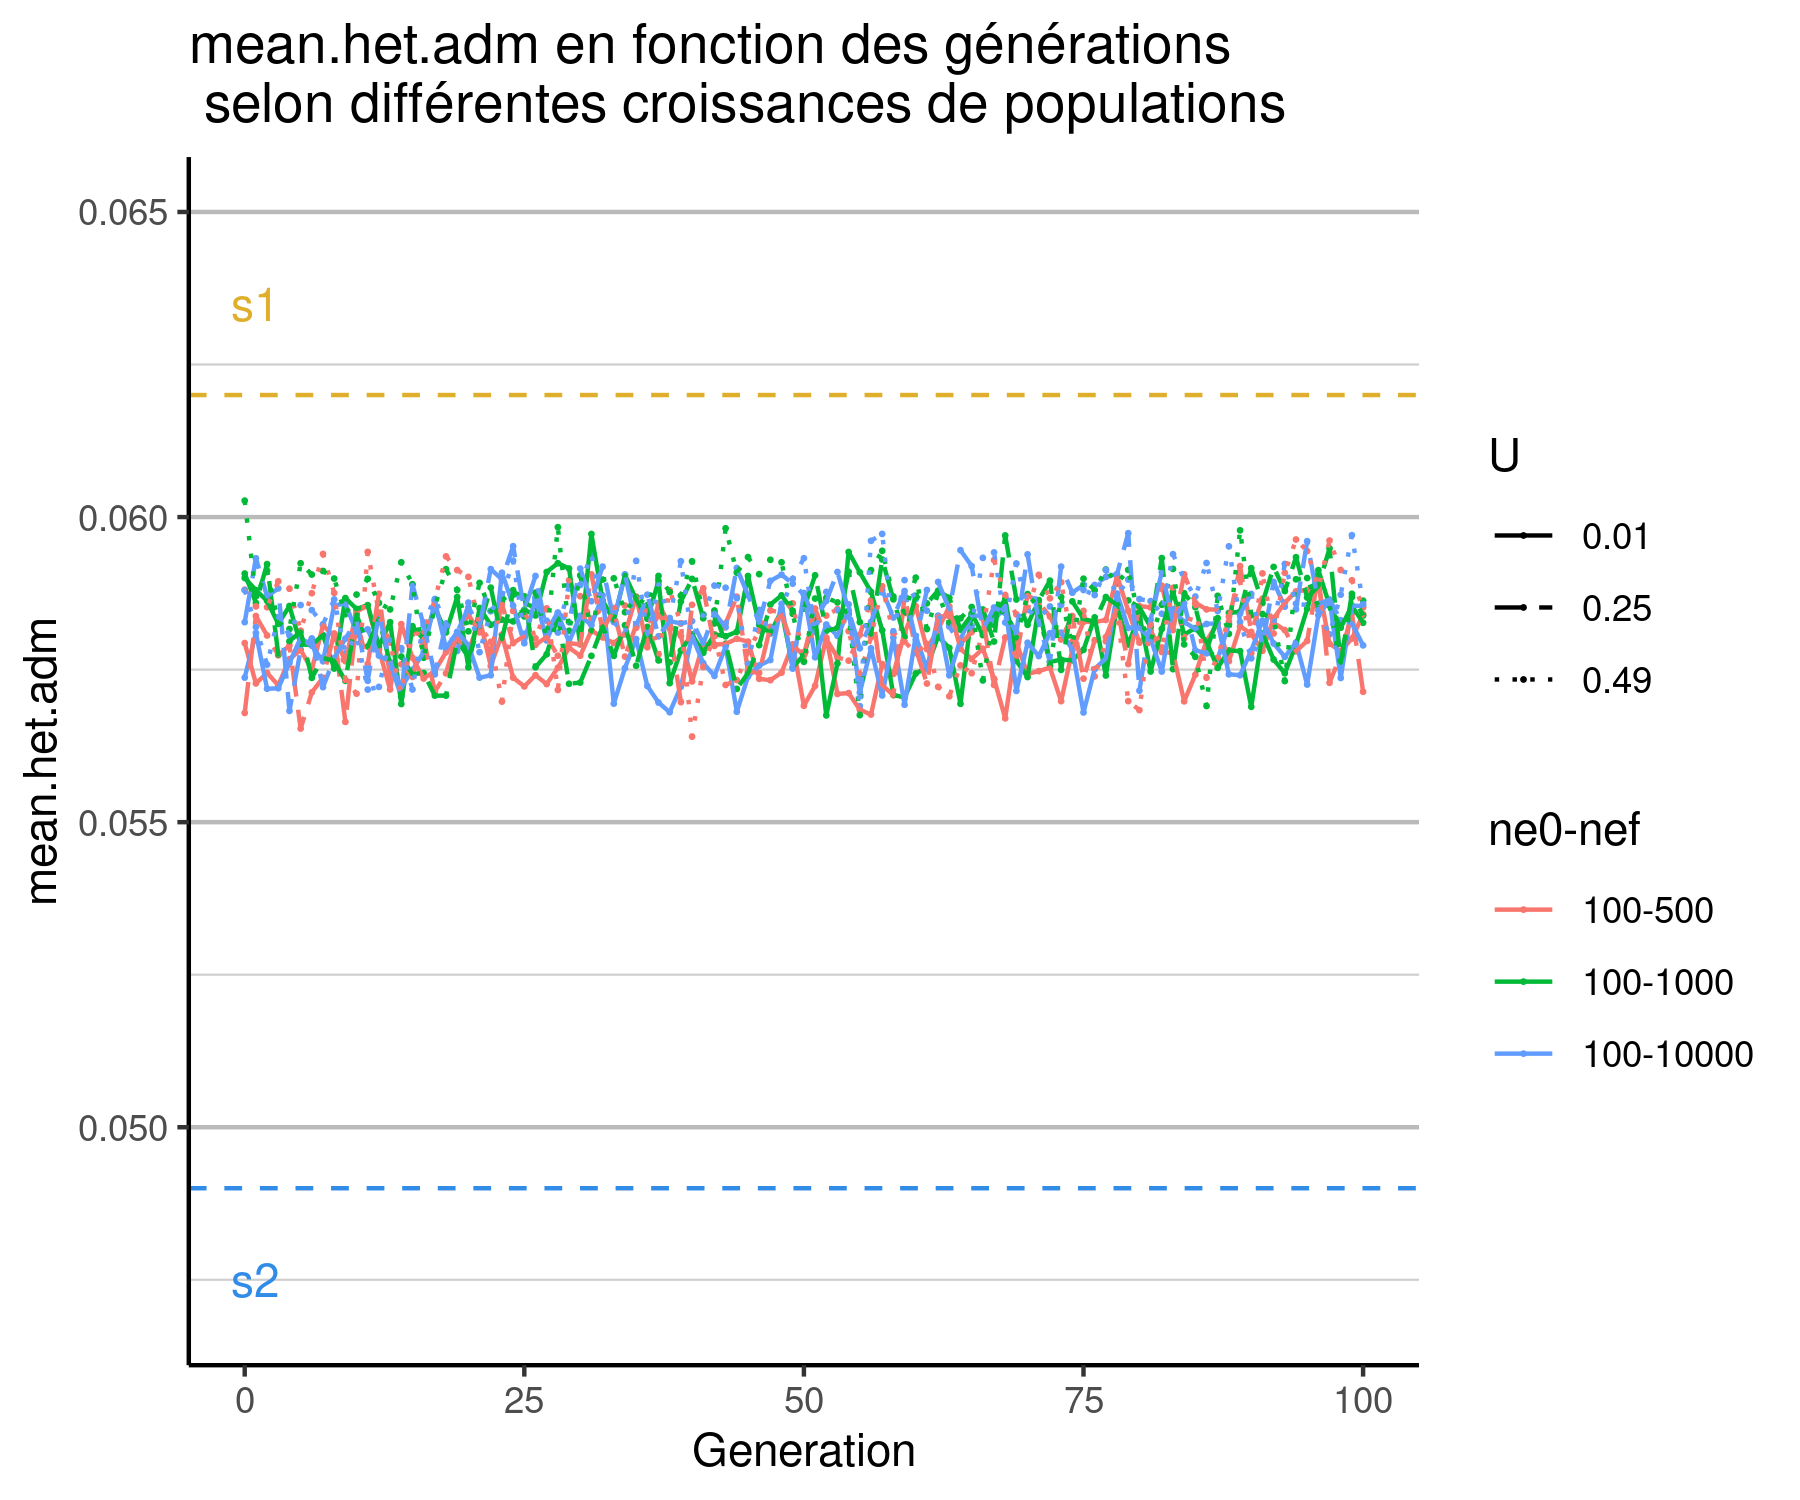 mean.het.adm en fonction des générations
selon différentes croissances de populations
mean.het.adm
0.065
0.060
0.055
0.050
s1
s2
0
25
50
75
100
Generation
U
0.01
0.25
0.49
ne0-nef
100-500
100-1000
100-10000